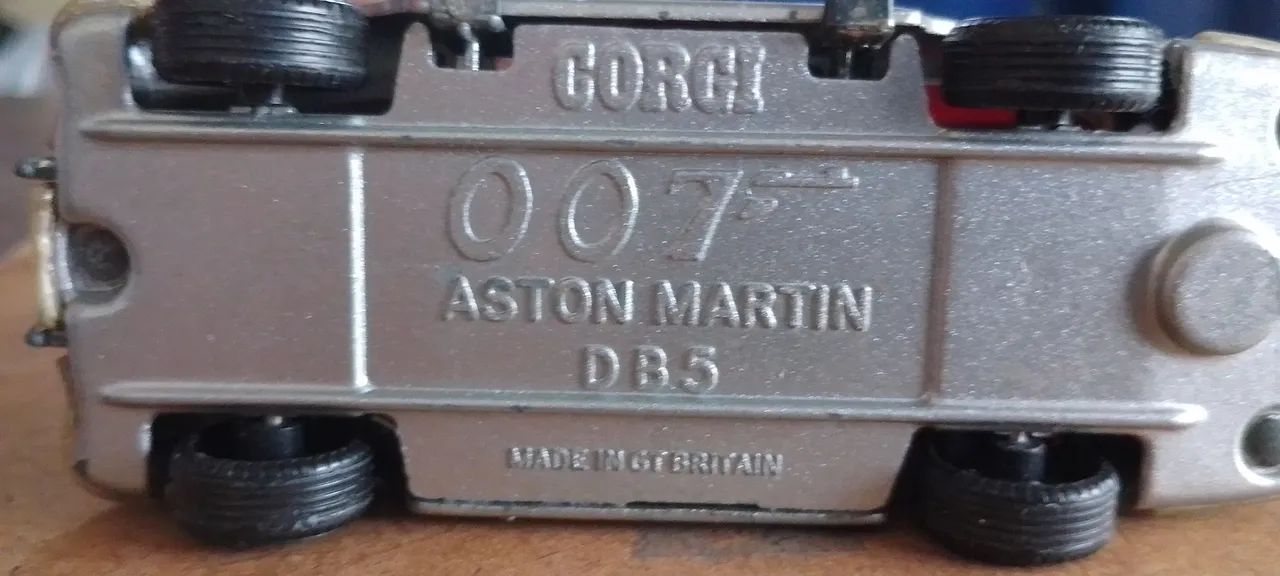 CORGI
007
ASTON MARTIN
DB5
MADE IN GT BRITAIN